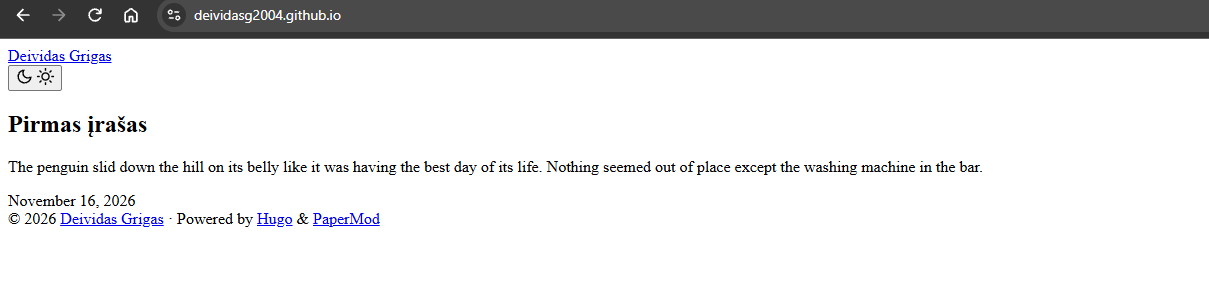 deividasg2004.github.io
Deividas Grigas
Pirmas įrašas
The penguin slid down the hill on its belly like it was having the best day of its life. Nothing seemed out of place except the washing machine in the bar.
November 16, 2026
© 2026 Deividas Grigas · Powered by Hugo & PaperMod